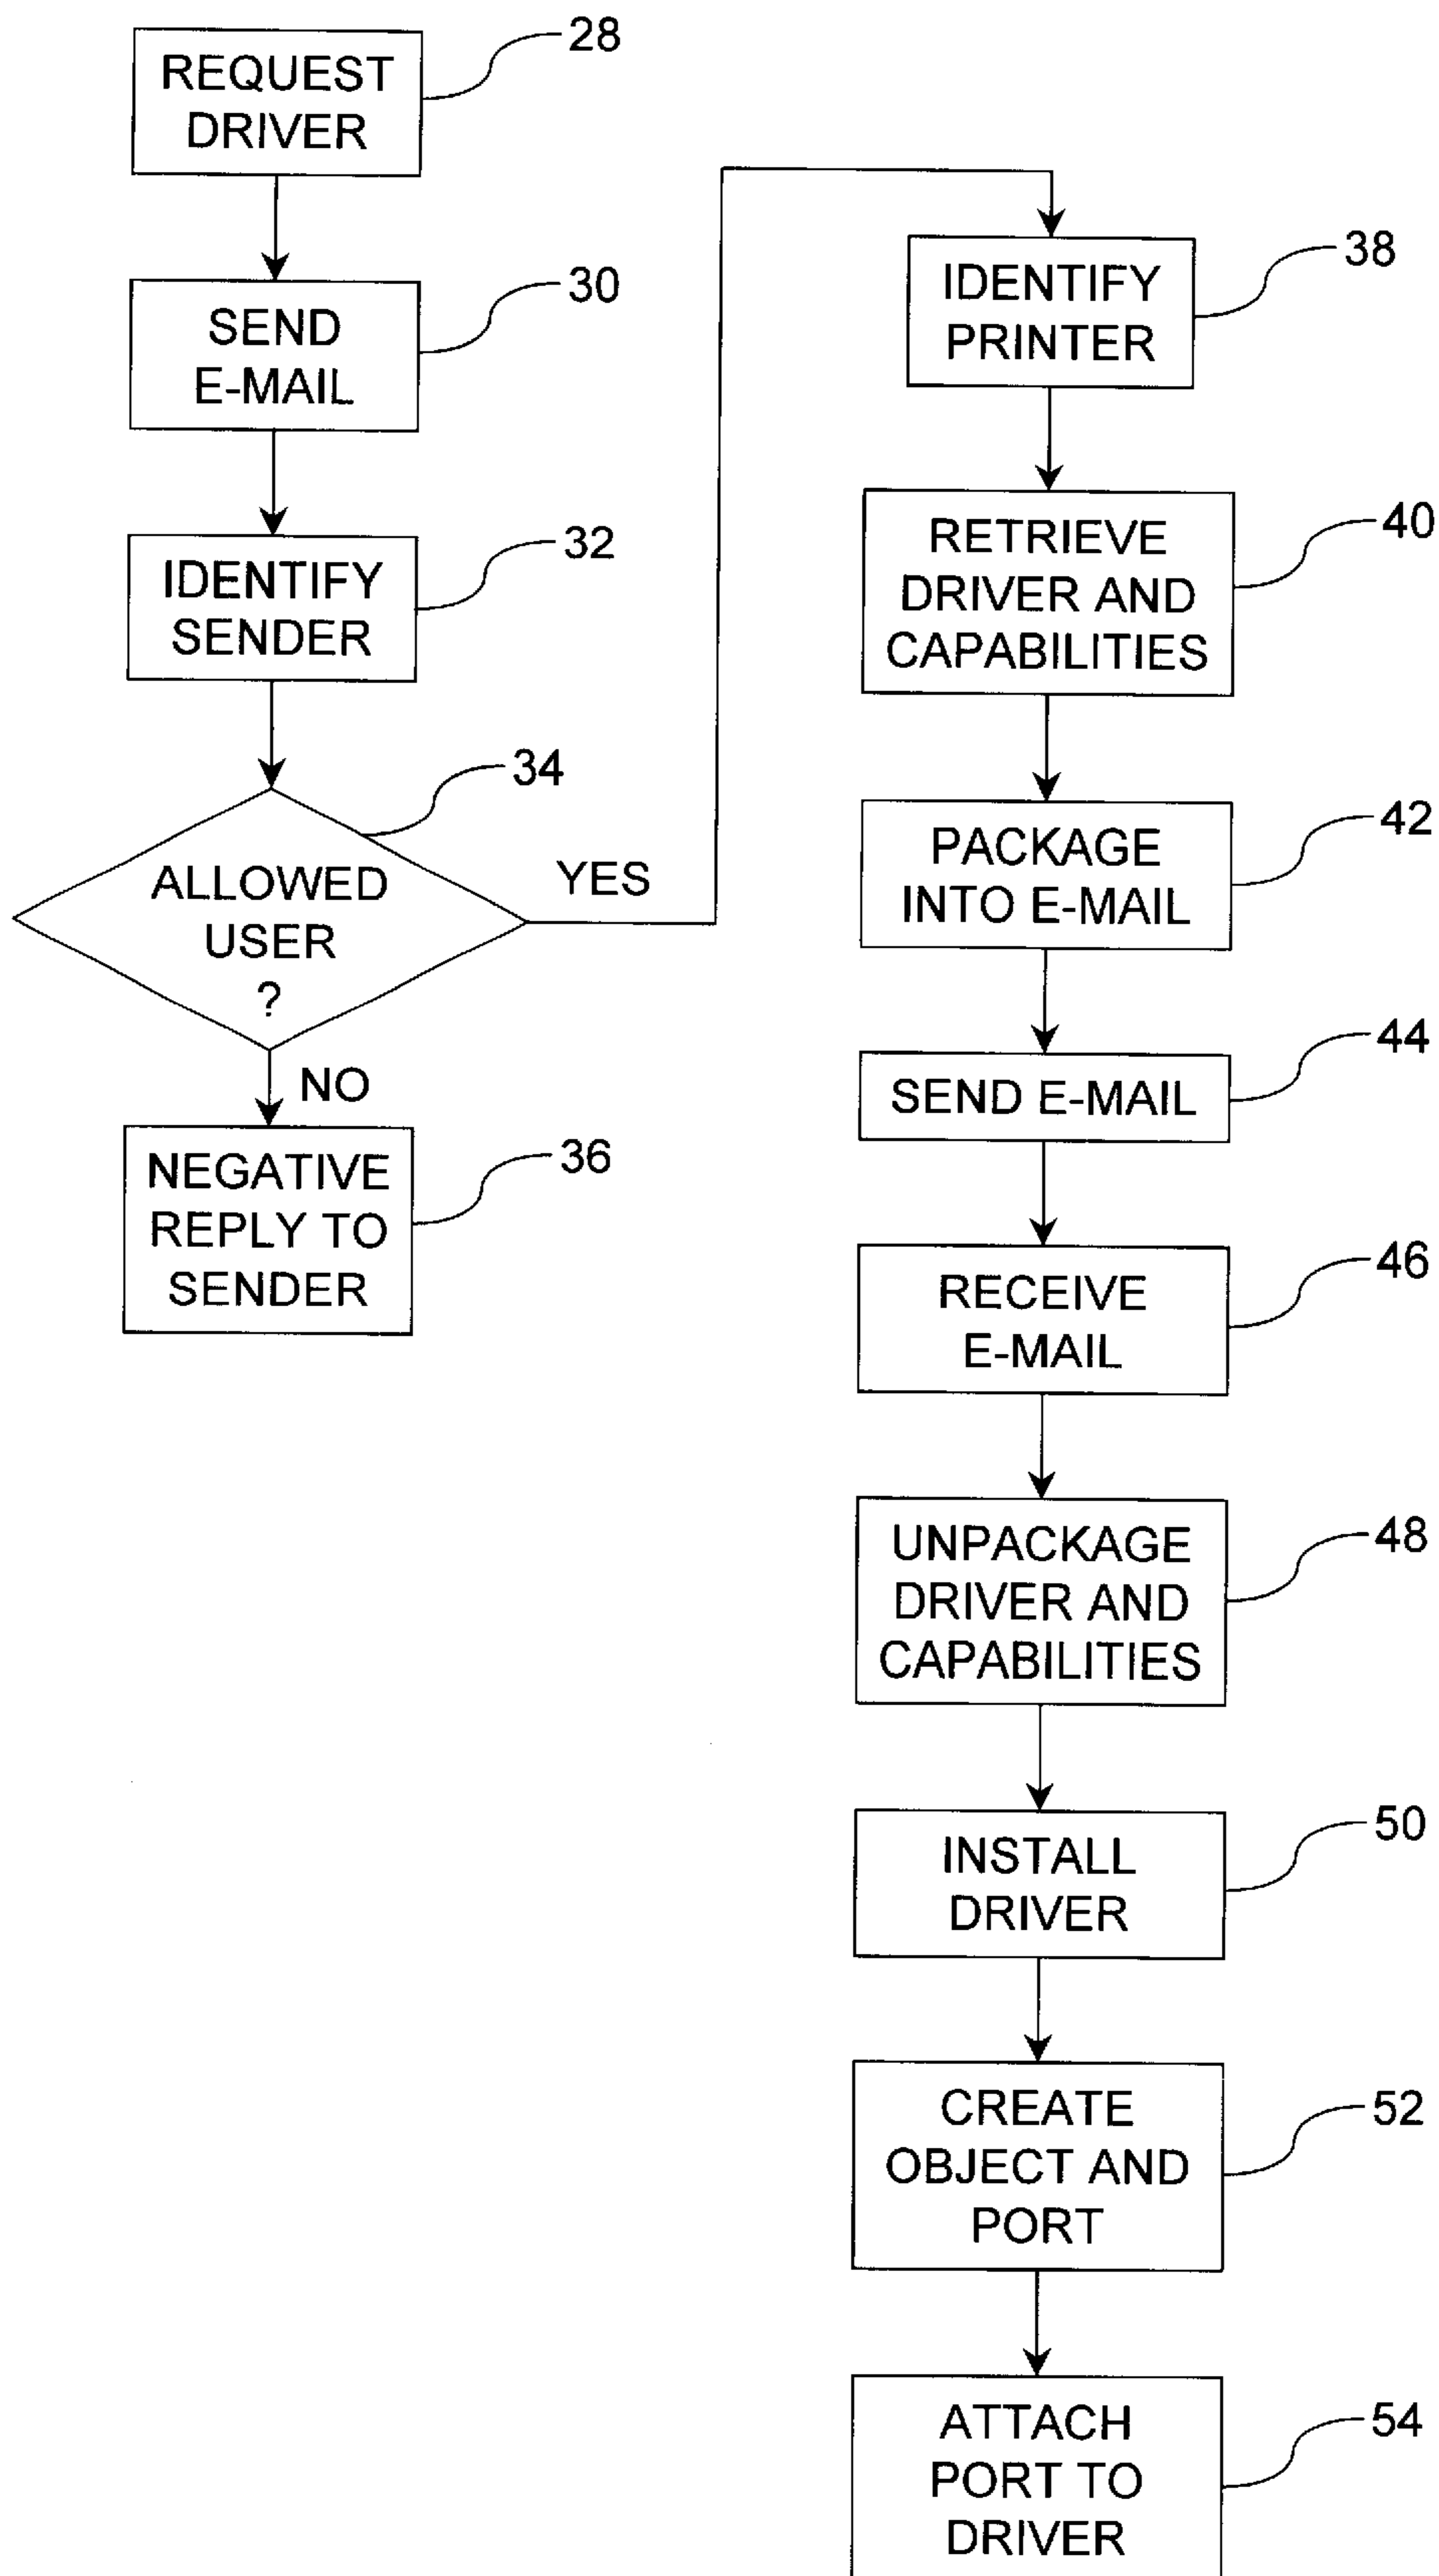 REQUEST
DRIVER
28
SEND
E-MAIL
30
IDENTIFY
SENDER
32
ALLOWED
USER
?
34
YES
NO
NEGATIVE
REPLY TO
SENDER
36
IDENTIFY
PRINTER
38
RETRIEVE
DRIVER AND
CAPABILITIES
40
PACKAGE
INTO E-MAIL
42
SEND E-MAIL
44
RECEIVE
E-MAIL
46
UNPACKAGE
DRIVER AND
CAPABILITIES
48
INSTALL
DRIVER
50
CREATE
OBJECT AND
PORT
52
ATTACH
PORT TO
DRIVER
54